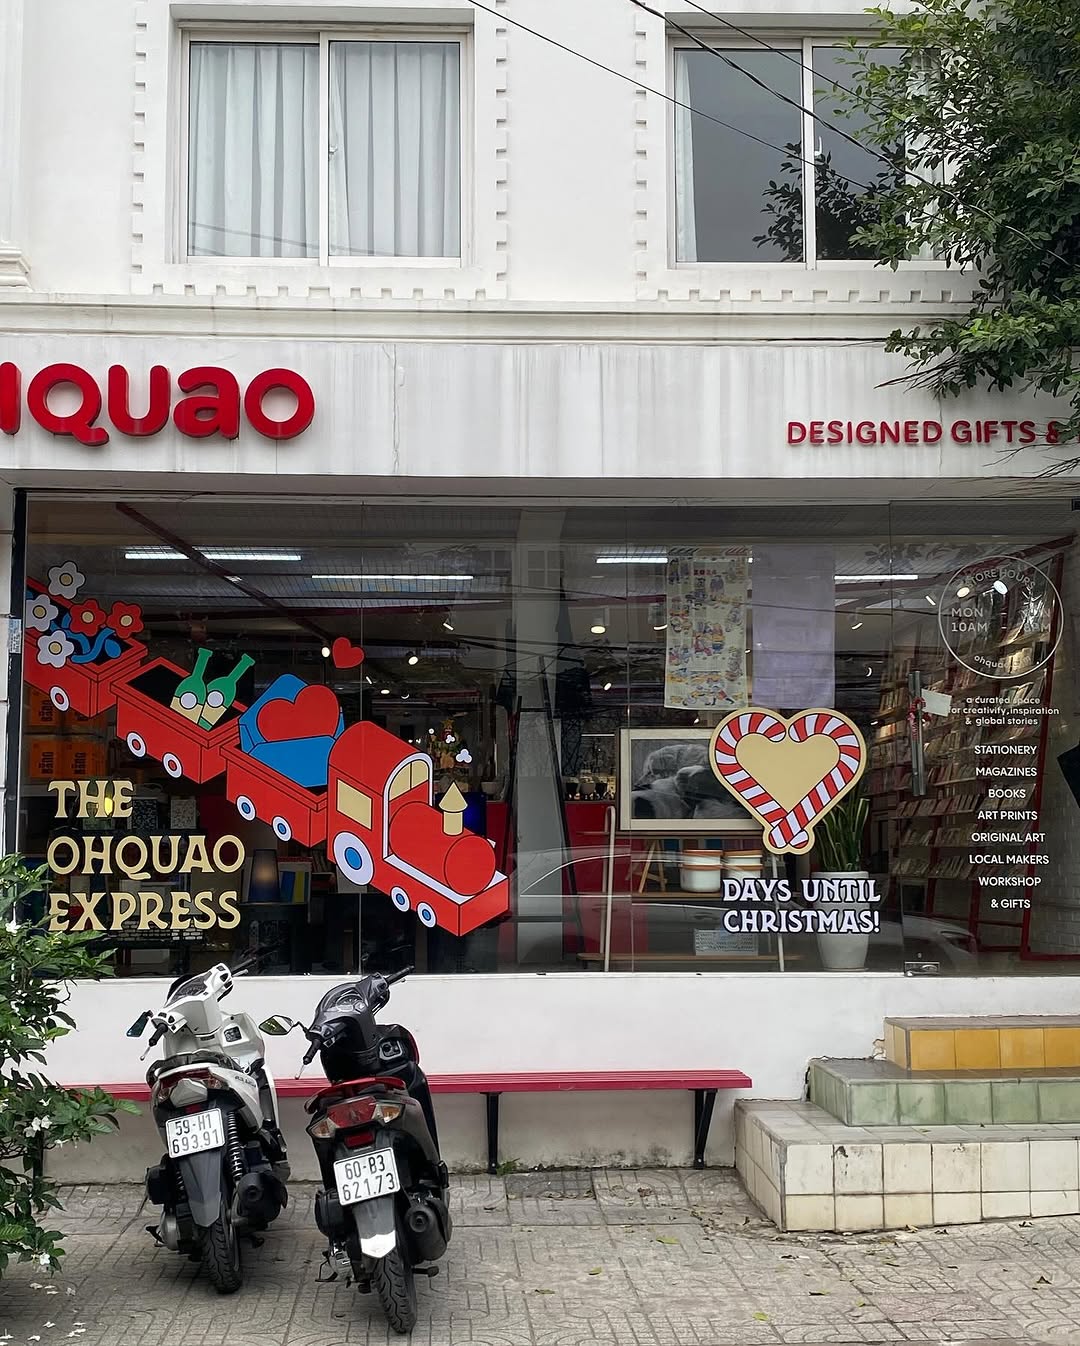 HQUAO
DESIGNED GIFTS &
STORE HOURS
MON
10AM
ohquao.com
a curated space
for creativity, inspiration
& global stories
STATIONERY
MAGAZINES
BOOKS
ART PRINTS
ORIGINAL ART
LOCAL MAKERS
WORKSHOP
& GIFTS
THE
OHQUAO
EXPRESS
DAYS UNTIL
CHRISTMAS!
59-H1
693.91
60-B3
621.73